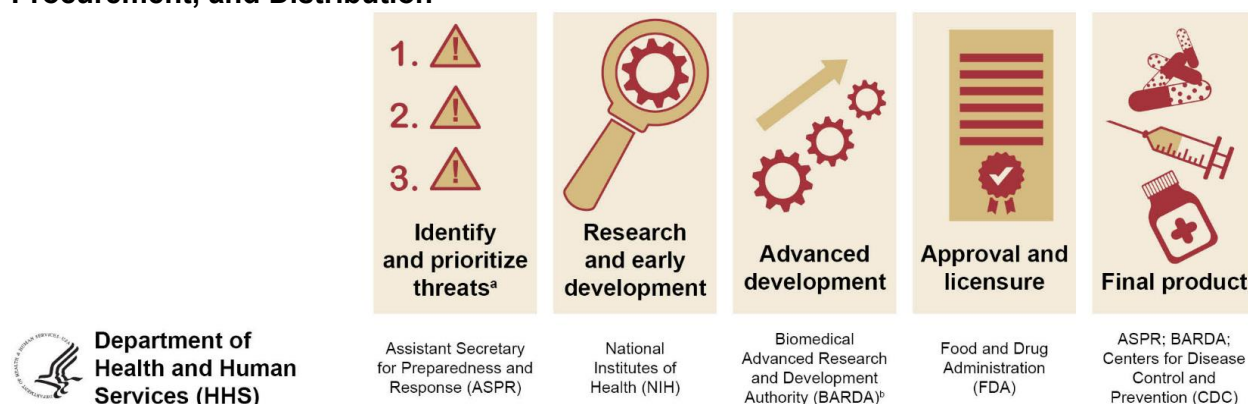 Procurement, and Distribution
1.
2.
3.
Identify
and prioritize
threatsᵃ
Research
and early
development
Advanced
development
Approval and
licensure
Final product
Department of
Health and Human
Services (HHS)
Assistant Secretary
for Preparedness and
Response (ASPR)
National
Institutes of
Health (NIH)
Biomedical
Advanced Research
and Development
Authority (BARDA)ᵇ
Food and Drug
Administration
(FDA)
ASPR; BARDA;
Centers for Disease
Control and
Prevention (CDC)